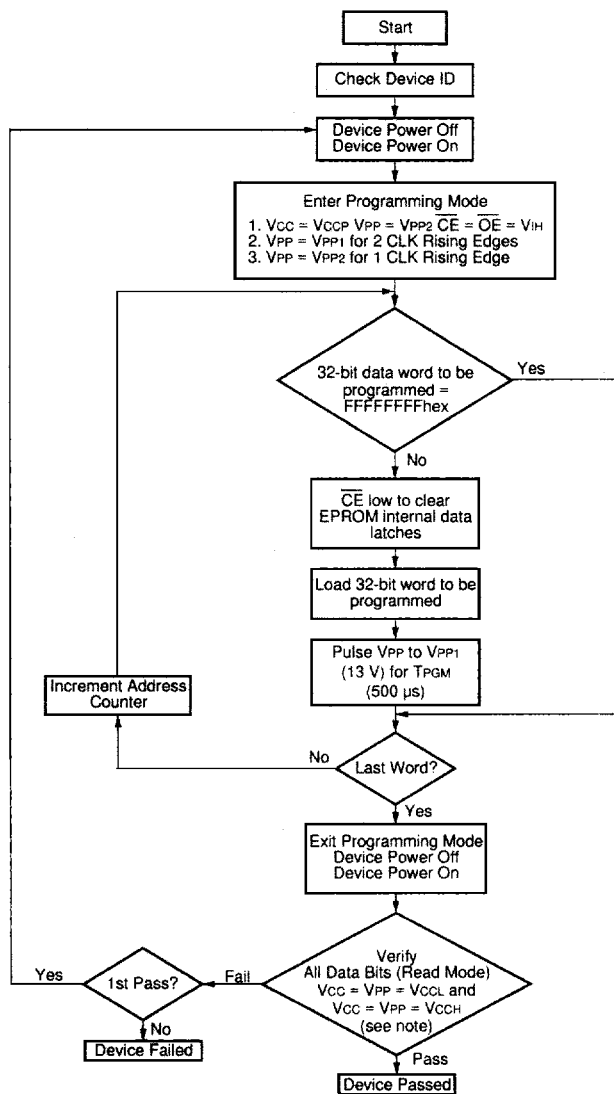 Start
Check Device ID
Device Power Off
Device Power On
Enter Programming Mode
1. VCC = VCCP VPP = VPP2 C̅E̅ = O̅E̅ = VIH
2. VPP = VPP1 for 2 CLK Rising Edges
3. VPP = VPP2 for 1 CLK Rising Edge
32-bit data word to be
programmed =
FFFFFFFFhex
Yes
No
C̅E̅ low to clear
EPROM internal data
latches
Load 32-bit word to be
programmed
Pulse VPP to VPP1
(13 V) for TPGM
(500 µs)
Increment Address
Counter
No
Last Word?
Yes
Exit Programming Mode
Device Power Off
Device Power On
Verify
All Data Bits (Read Mode)
VCC = VPP = VCCL and
VCC = VPP = VCCH
(see note)
Fail
1st Pass?
Yes
No
Device Failed
Pass
Device Passed